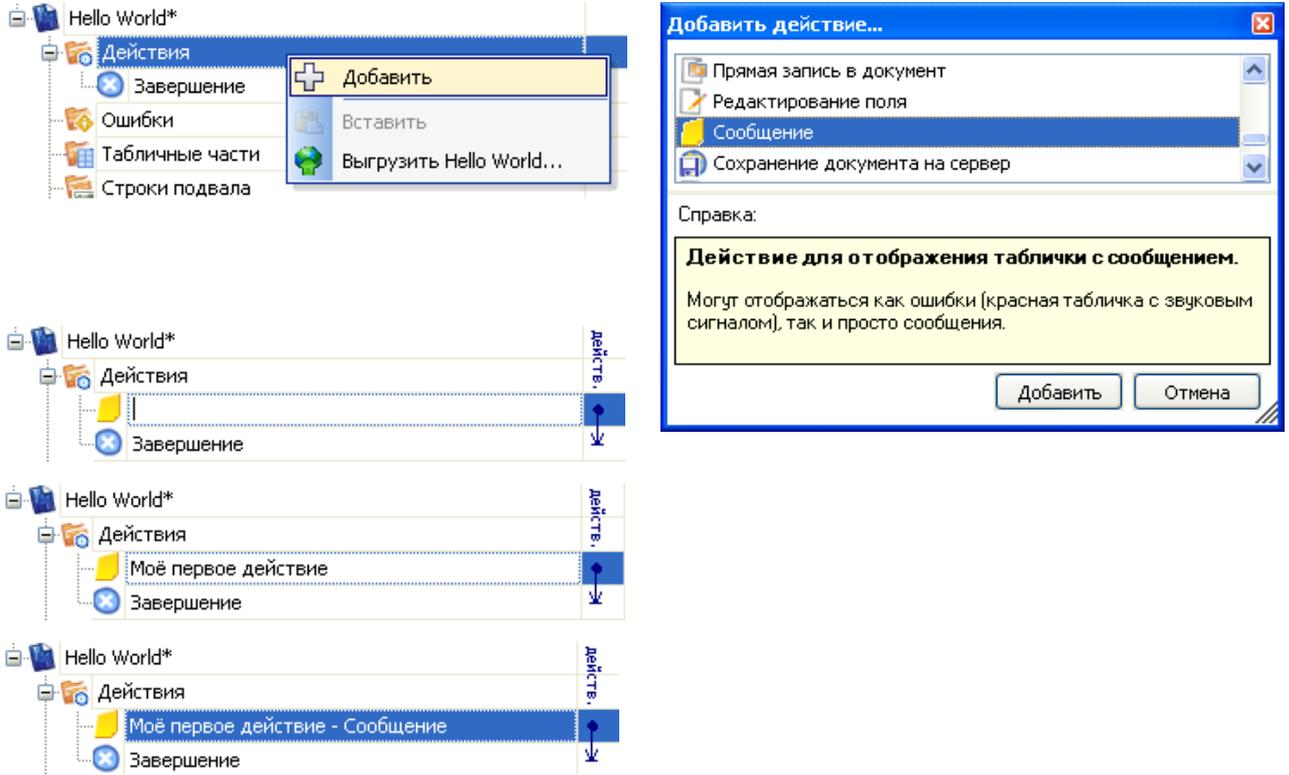 Hello World*
Действия
Завершение
Ошибки
Табличные части
Строки подвала
Добавить
Вставить
Выгрузить Hello World...
Добавить действие...
Прямая запись в документ
Редактирование поля
Сообщение
Сохранение документа на сервер
Справка:
Действие для отображения таблички с сообщением.
Могут отображаться как ошибки (красная табличка с звуковым
сигналом), так и просто сообщения.
Добавить
Отмена
Hello World*
действ.
Действия
Завершение
Hello World*
действ.
Действия
Моё первое действие
Завершение
Hello World*
действ.
Действия
Моё первое действие - Сообщение
Завершение